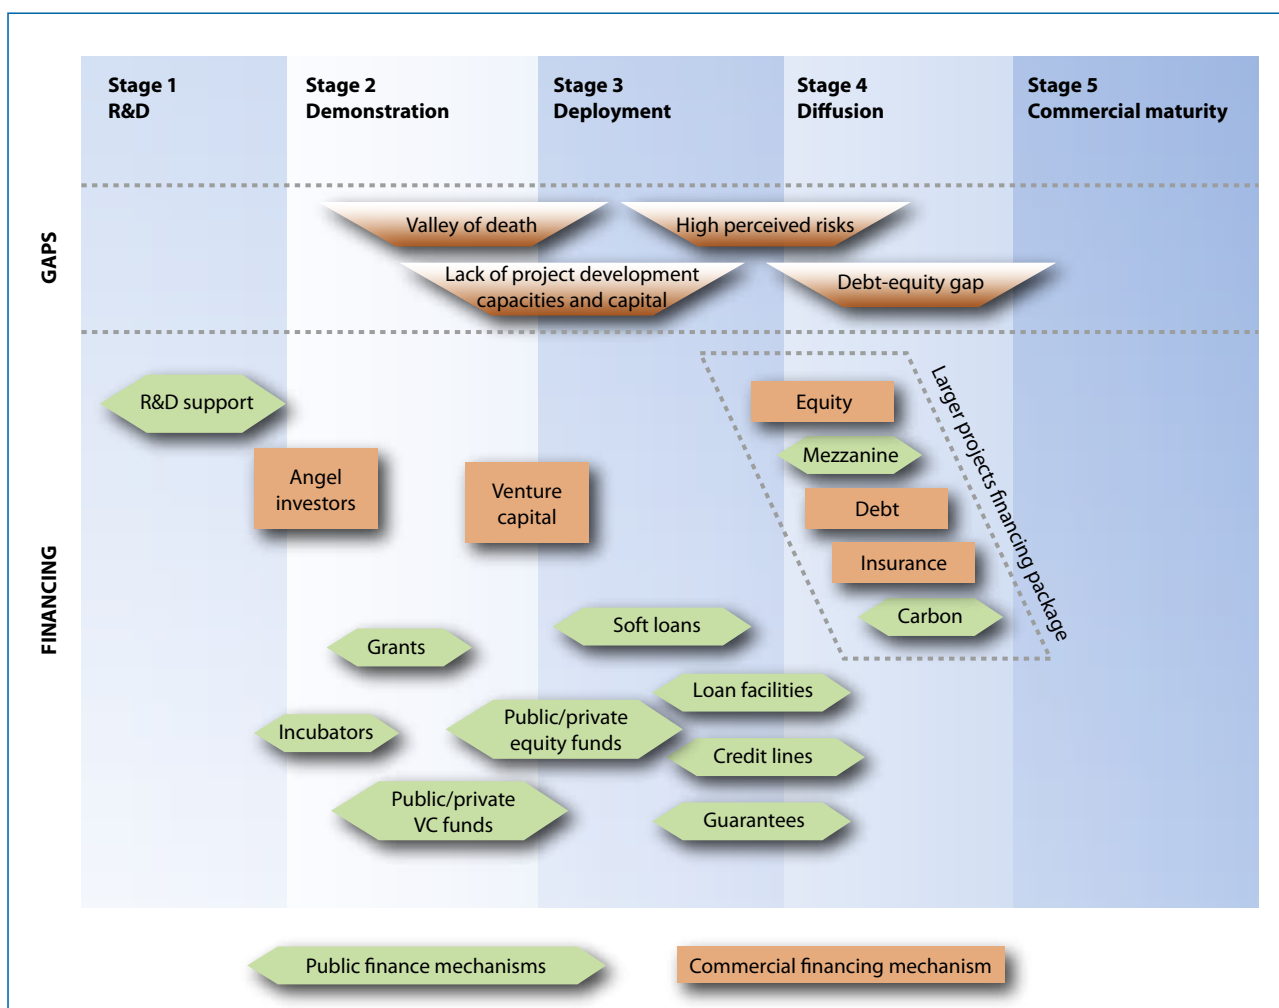 Stage 1
R&D
Stage 2
Demonstration
Stage 3
Deployment
Stage 4
Diffusion
Stage 5
Commercial maturity
GAPS
Valley of death
High perceived risks
Lack of project development
capacities and capital
Debt-equity gap
FINANCING
R&D support
Angel
investors
Venture
capital
Equity
Mezzanine
Debt
Insurance
Carbon
Larger projects financing package
Soft loans
Grants
Loan facilities
Incubators
Public/private
equity funds
Credit lines
Public/private
VC funds
Guarantees
Public finance mechanisms
Commercial financing mechanism